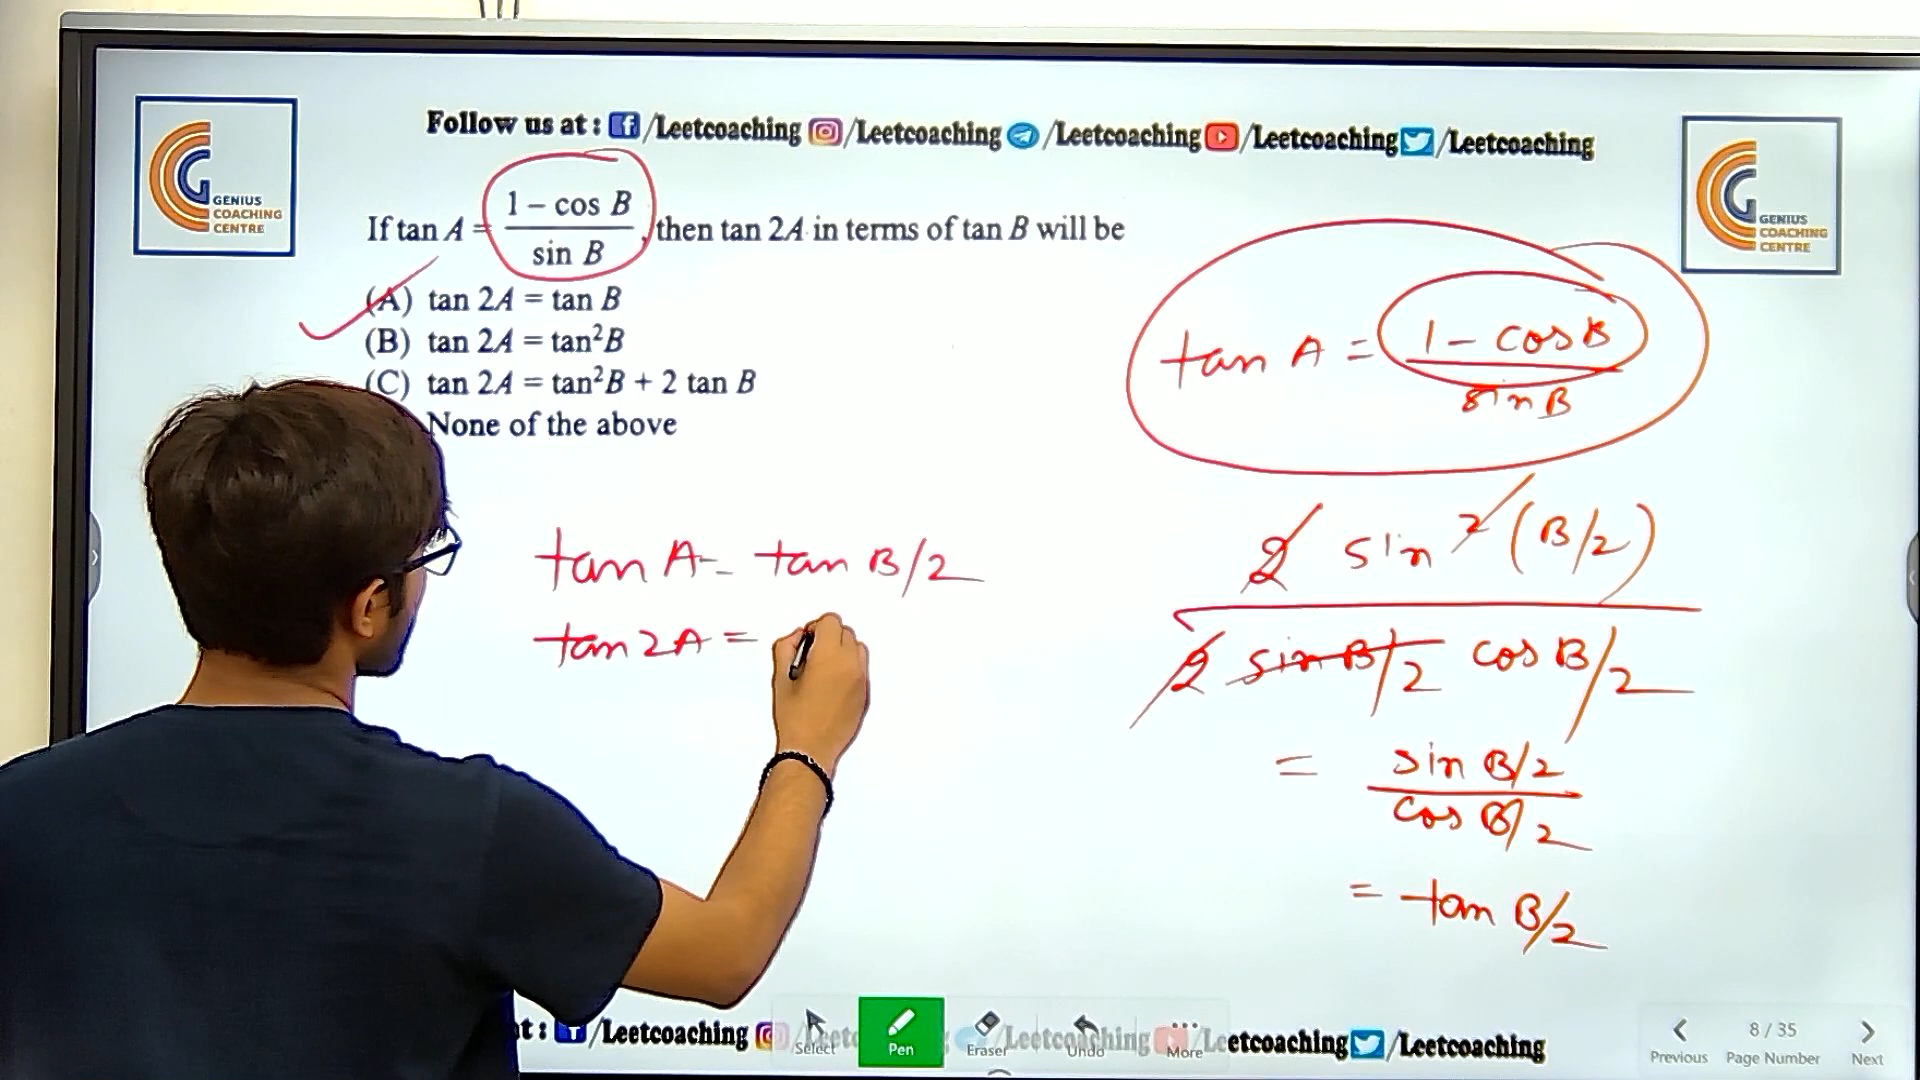 GENIUS
COACHING
CENTRE
Follow us at : /Leetcoaching /Leetcoaching /Leetcoaching /Leetcoaching /Leetcoaching
GENIUS
COACHING
CENTRE
If tan A = (1 – cos B)/(sin B), then tan 2A in terms of tan B will be
(A) tan 2A = tan B
(B) tan 2A = tan²B
(C) tan 2A = tan²B + 2 tan B
None of the above
tan A = tan B/2
tan 2A =
tan A = (1 – cos B)/(sin B)
2 sin² (B/2)
2 sin B/2 cos B/2
= sin B/2
cos B/2
= tan B/2
t : /Leetcoaching /Leetcoaching /Leetcoaching /Leetcoaching
Select
Pen
Eraser
Undo
More
8 / 35
Previous Page Number Next